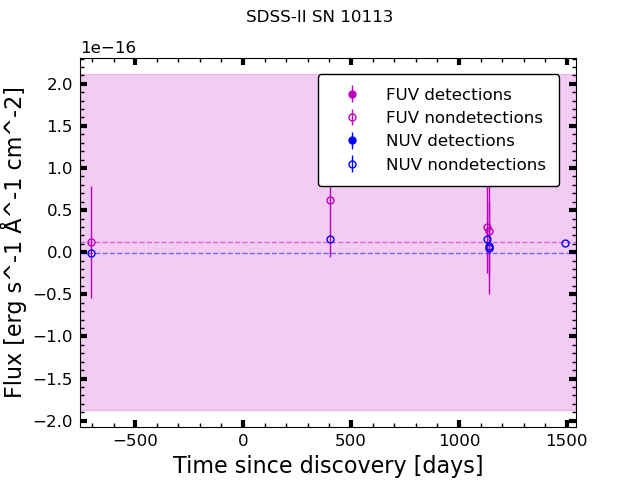 SDSS-II SN 10113
1e−16
2.0
1.5
1.0
0.5
0.0
−0.5
−1.0
−1.5
−2.0
Flux [erg s^-1 Å^-1 cm^-2]
FUV detections
FUV nondetections
NUV detections
NUV nondetections
−500
0
500
1000
1500
Time since discovery [days]